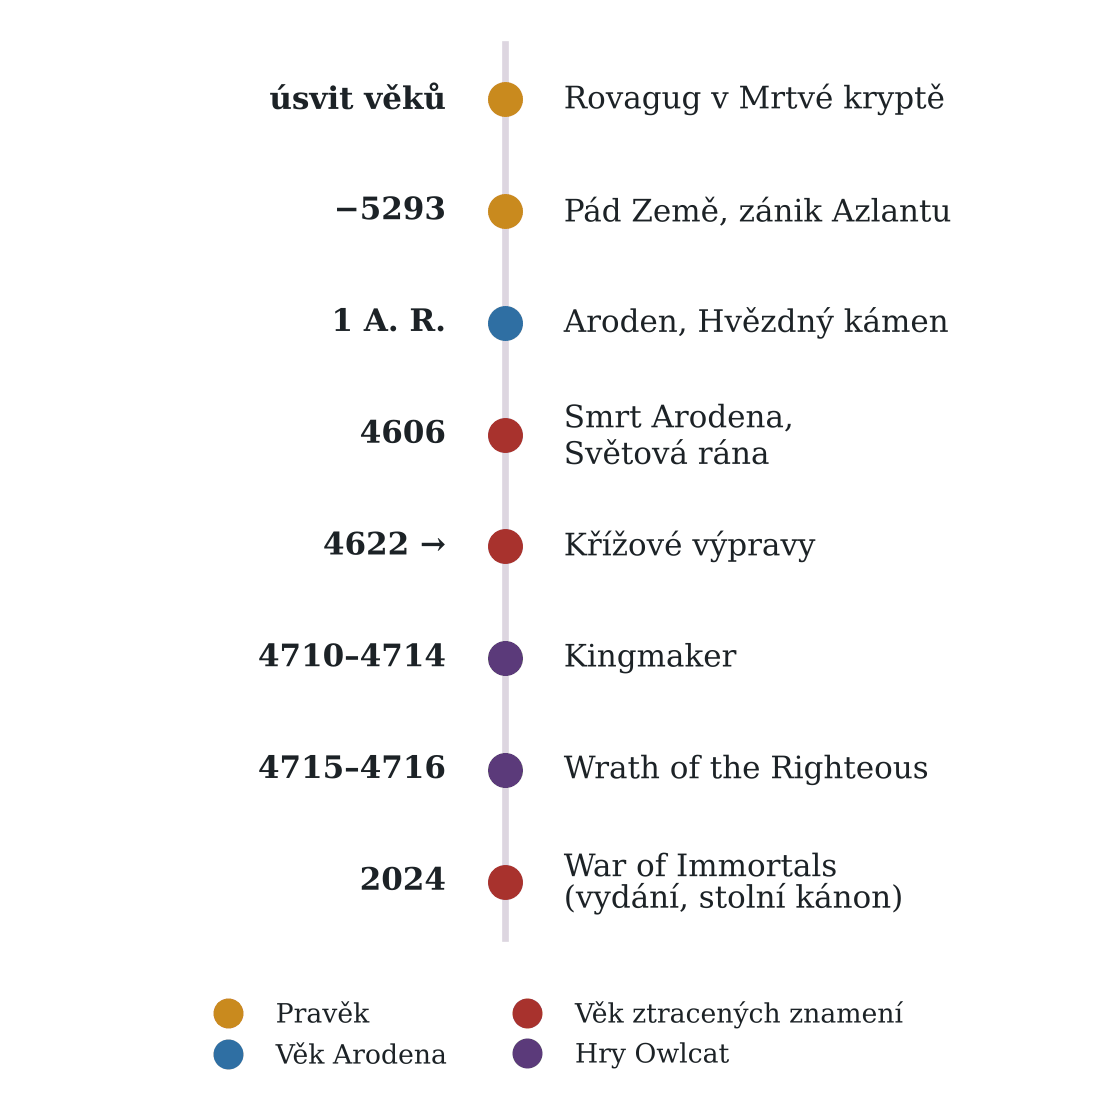 úsvit věků Rovagug v Mrtvé kryptě
−5293 Pád Země, zánik Azlantu
1 A. R. Aroden, Hvězdný kámen
4606 Smrt Arodena,
Světová rána
4622 → Křížové výpravy
4710–4714 Kingmaker
4715–4716 Wrath of the Righteous
2024 War of Immortals
(vydání, stolní kánon)
Pravěk
Věk Arodena
Věk ztracených znamení
Hry Owlcat